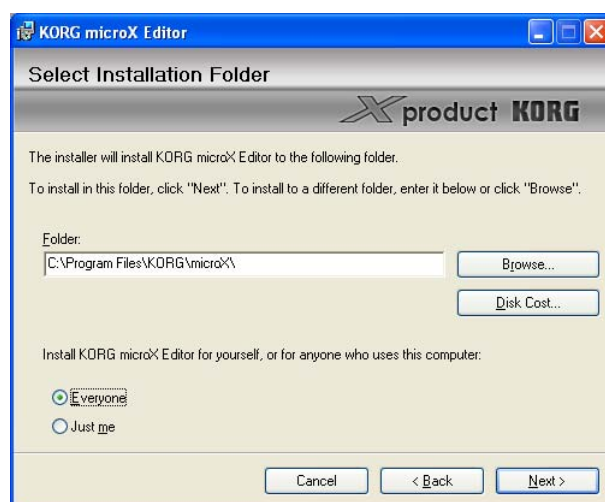 KORG microX Editor
Select Installation Folder
X product KORG
The installer will install KORG microX Editor to the following folder.
To install in this folder, click "Next". To install to a different folder, enter it below or click "Browse".
Folder:
C:\Program Files\KORG\microX\
Browse...
Disk Cost...
Install KORG microX Editor for yourself, or for anyone who uses this computer:
Everyone
Just me
Cancel
< Back
Next >